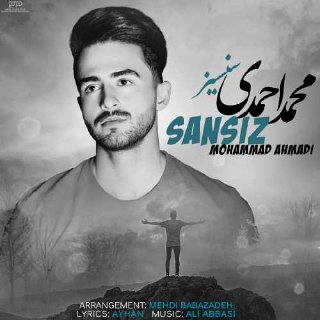 سنسیز
محمد احمدی
SANSIZ
MOHAMMAD AHMADI
ARRANGEMENT: MEHDI BABAZADEH
LYRICS: AYHAN MUSIC: ALI ABBASI